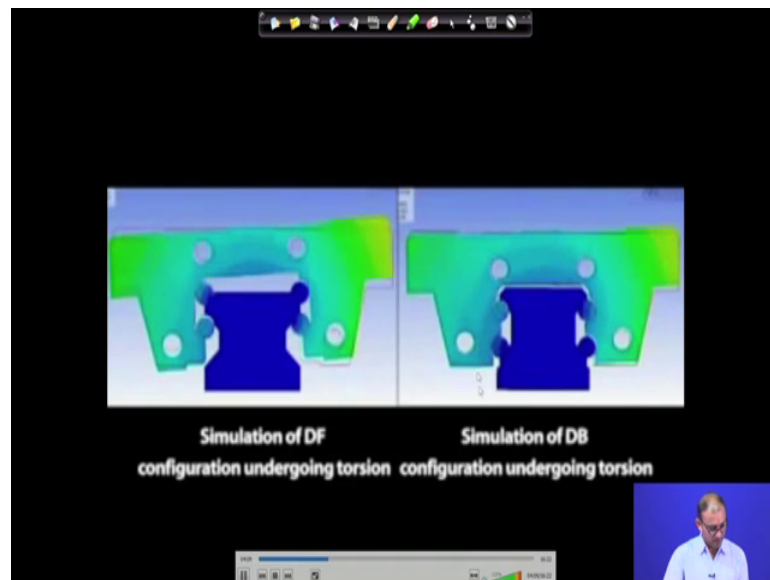 Simulation of DF
configuration undergoing torsion
Simulation of DB
configuration undergoing torsion